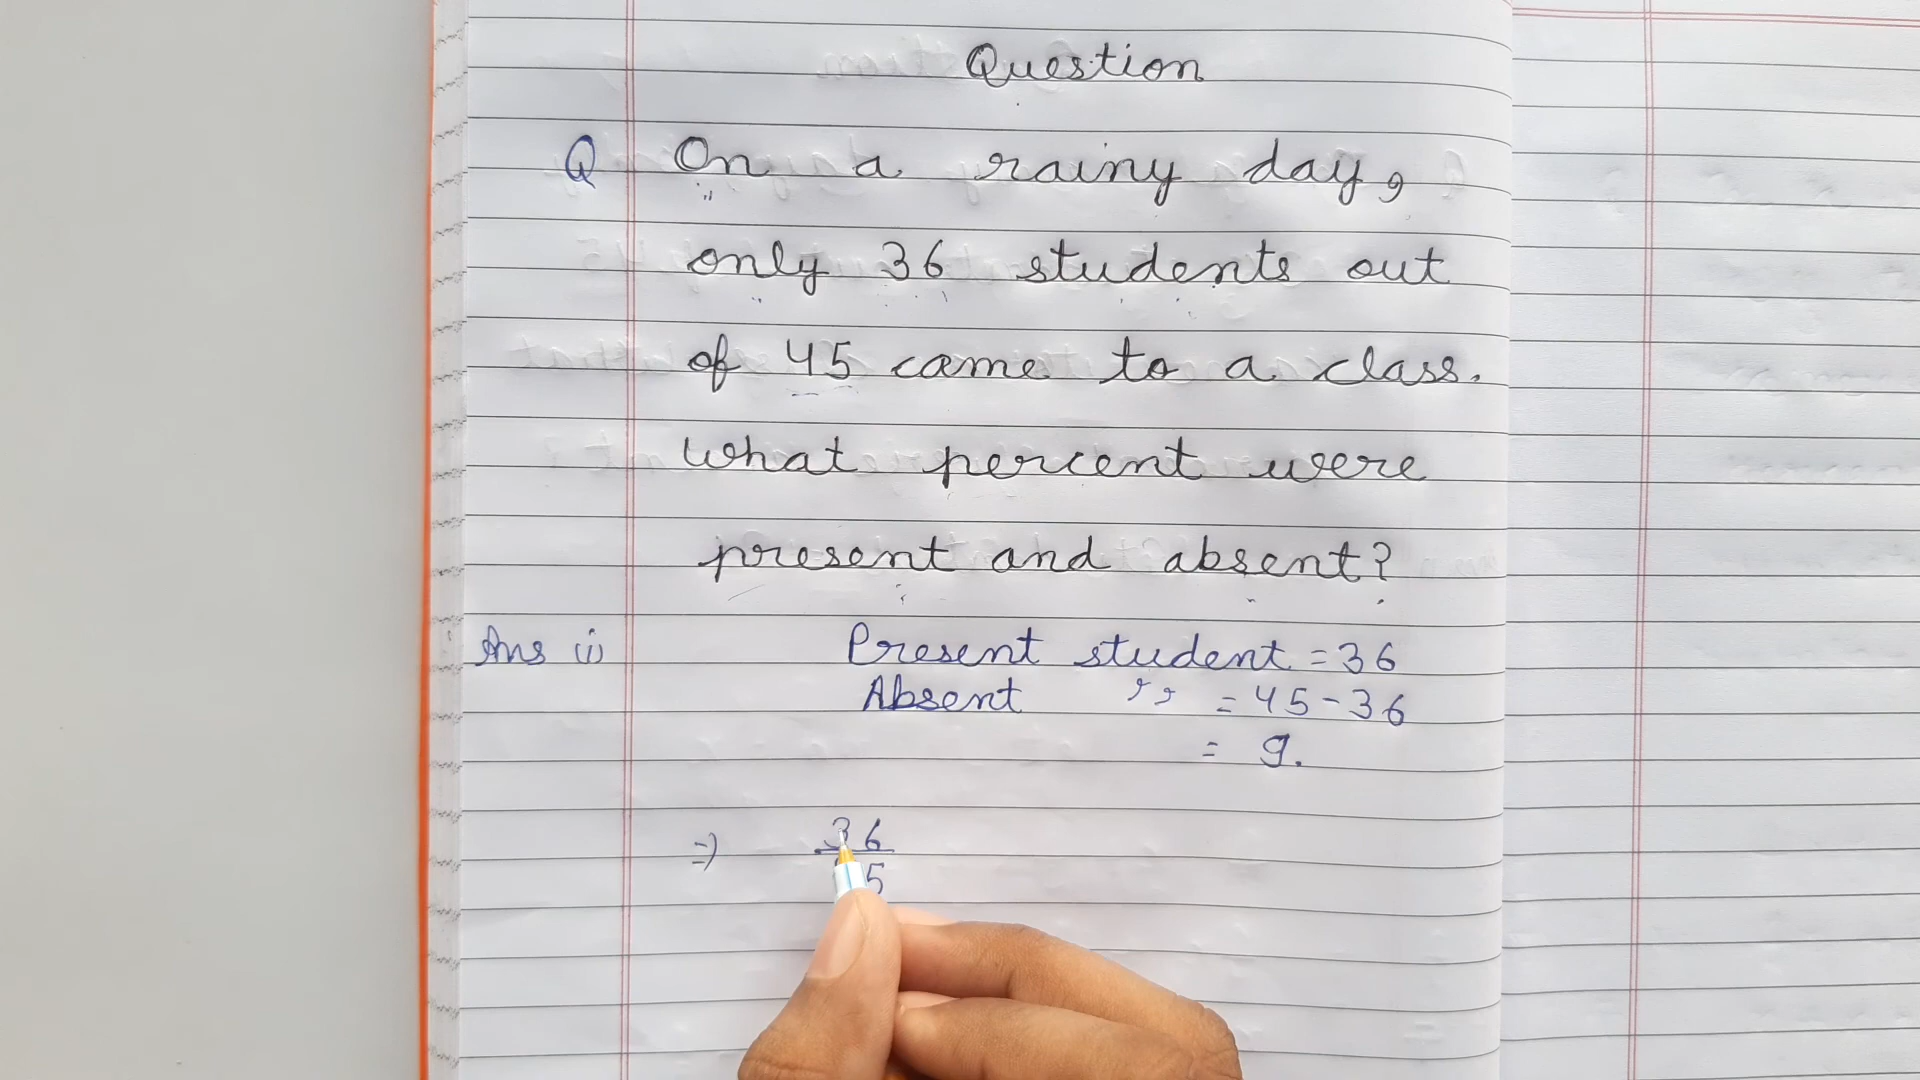 Question
Q On a rainy day,
only 36 students out
of 45 came to a class.
What percent were
present and absent?
Ans (i) Present student = 36
Absent ,, = 45 - 36
= 9.
⇒ 36
5